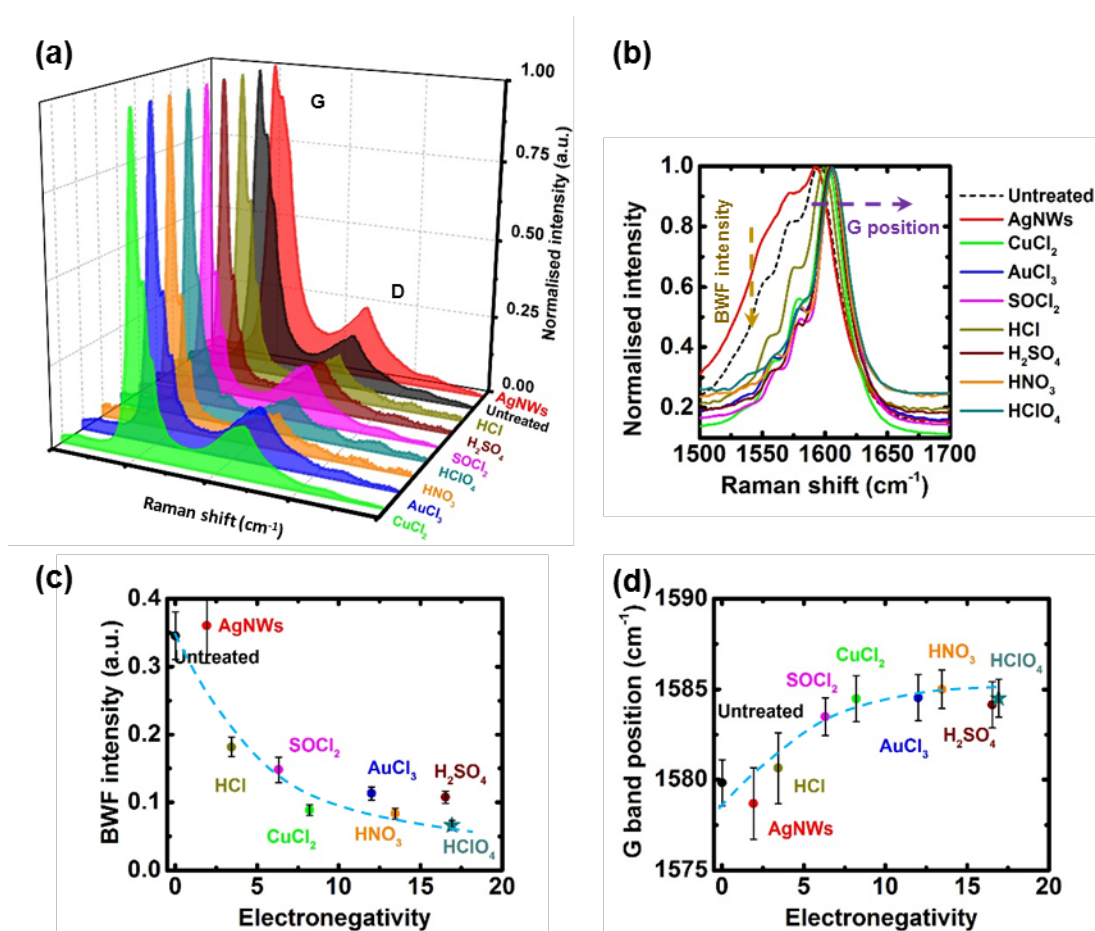 (a)
G
D
1.00
0.75
0.50
0.25
0.00
Normalised intensity (a.u.)
AgNWs
Untreated
HCl
H₂SO₄
SOCl₂
HClO₄
HNO₃
AuCl₃
CuCl₂
Raman shift (cm⁻¹)
(b)
1.0
0.8
0.6
0.4
0.2
Normalised intensity
BWF intensity
G position
1500 1550 1600 1650 1700
Raman shift (cm⁻¹)
Untreated
AgNWs
CuCl₂
AuCl₃
SOCl₂
HCl
H₂SO₄
HNO₃
HClO₄
(c)
0.4
0.3
0.2
0.1
0.0
BWF intensity (a.u.)
AgNWs
Untreated
HCl
SOCl₂
CuCl₂
AuCl₃
HNO₃
H₂SO₄
HClO₄
0 5 10 15 20
Electronegativity
(d)
1590
1585
1580
1575
G band position (cm⁻¹)
Untreated
AgNWs
HCl
SOCl₂
CuCl₂
AuCl₃
HNO₃
H₂SO₄
HClO₄
0 5 10 15 20
Electronegativity